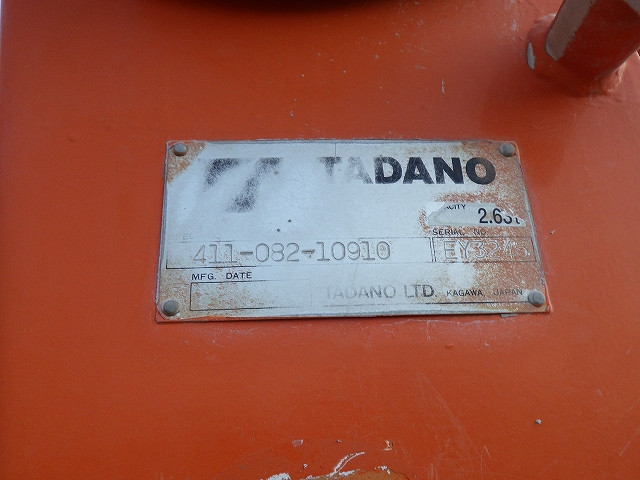 TADANO
2.63t
SERIAL NO.
411-082-10910
MFG. DATE
TADANO LTD. KAGAWA, JAPAN